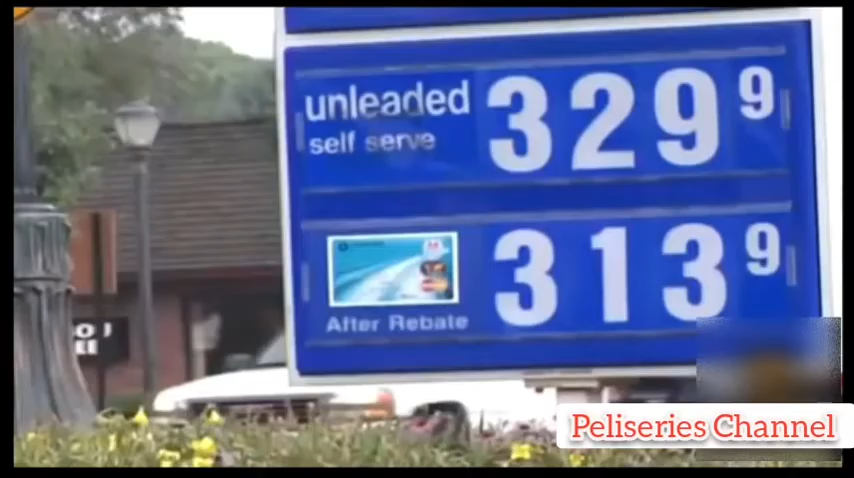 unleaded
self serve
329 9
313 9
After Rebate
Peliseries Channel